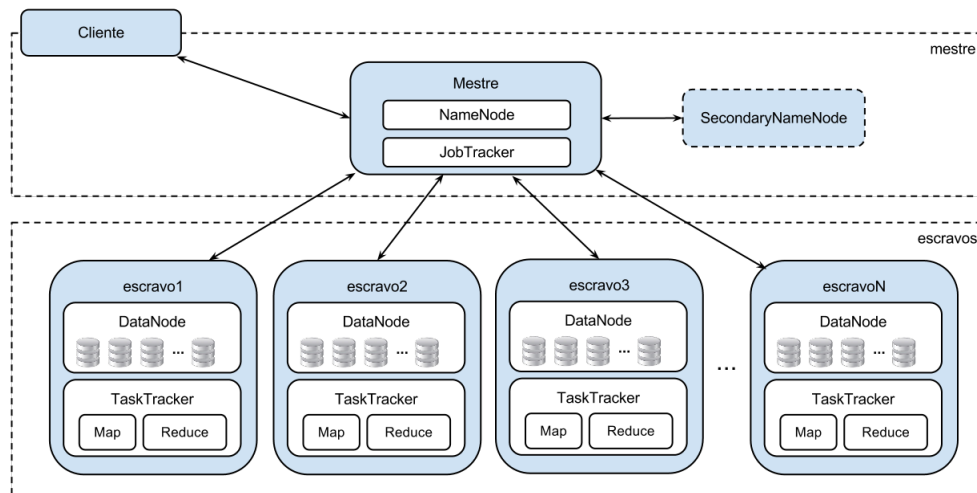 Cliente
mestre
Mestre
NameNode
JobTracker
SecondaryNameNode
escravos
escravo1
DataNode
...
TaskTracker
Map
Reduce
escravo2
DataNode
...
TaskTracker
Map
Reduce
escravo3
DataNode
...
TaskTracker
Map
Reduce
...
escravoN
DataNode
...
TaskTracker
Map
Reduce